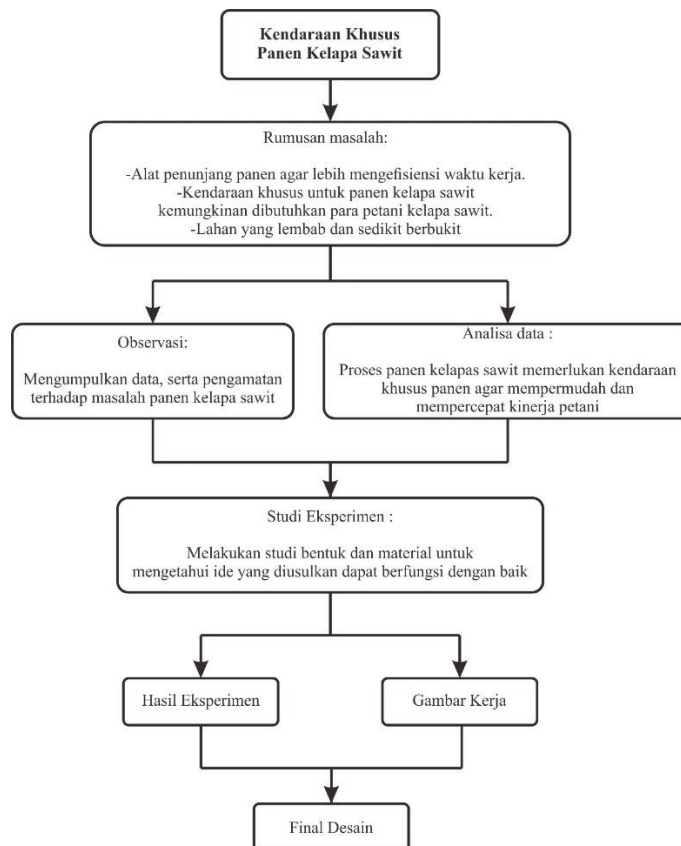 Kendaraan Khusus
Panen Kelapa Sawit
Rumusan masalah:
-Alat penunjang panen agar lebih mengefisiensi waktu kerja.
-Kendaraan khusus untuk panen kelapa sawit
kemungkinan dibutuhkan para petani kelapa sawit.
-Lahan yang lembab dan sedikit berbukit
Observasi:
Mengumpulkan data, serta pengamatan
terhadap masalah panen kelapa sawit
Analisa data :
Proses panen kelapas sawit memerlukan kendaraan
khusus panen agar mempermudah dan
mempercepat kinerja petani
Studi Eksperimen :
Melakukan studi bentuk dan material untuk
mengetahui ide yang diusulkan dapat berfungsi dengan baik
Hasil Eksperimen
Gambar Kerja
Final Desain